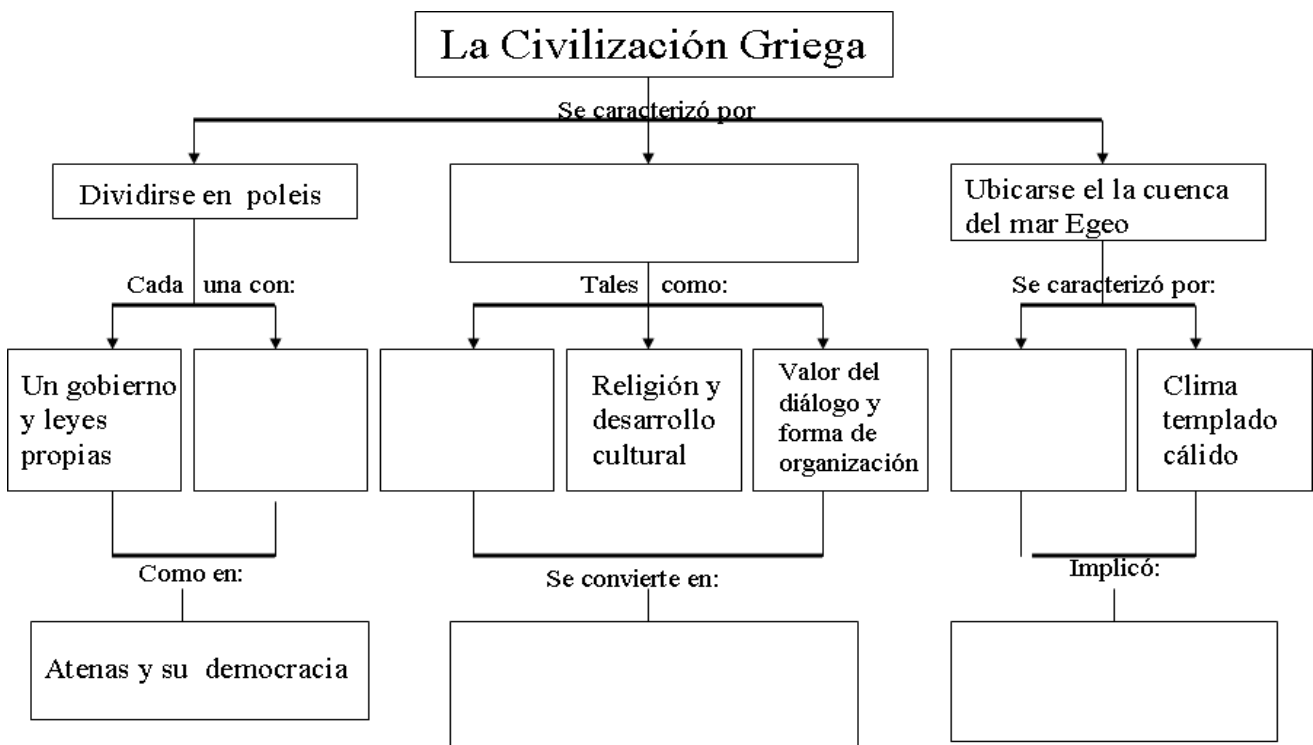 La Civilización Griega
Se caracterizó por
Dividirse en poleis
Ubicarse el la cuenca
del mar Egeo
Cada una con:
Tales como:
Se caracterizó por:
Un gobierno
y leyes
propias
Religión y
desarrollo
cultural
Valor del
diálogo y
forma de
organización
Clima
templado
cálido
Como en:
Se convierte en:
Implicó:
Atenas y su democracia